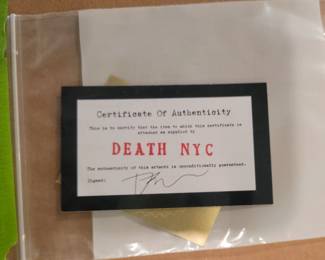 Certificate Of Authenticity
This is to certify that the item to which this certificate is
attached as supplied by
DEATH NYC
The authenticity of this artwork is unconditionally guaranteed.
Signed: